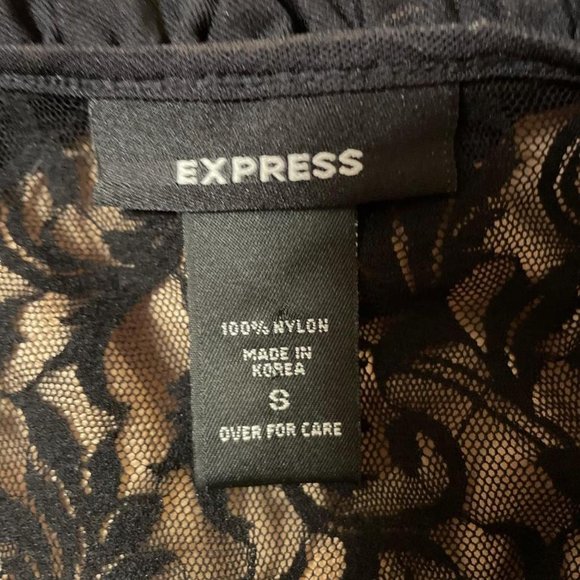 EXPRESS
100% NYLON
MADE IN
KOREA
S
OVER FOR CARE